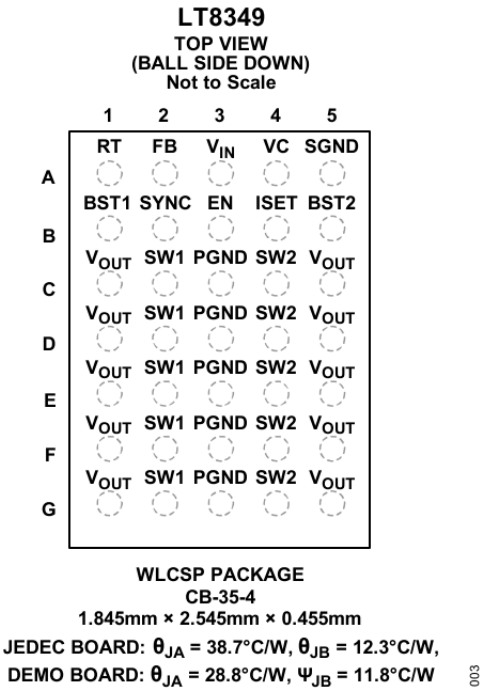 LT8349
TOP VIEW
(BALL SIDE DOWN)
Not to Scale
1 2 3 4 5
RT FB VIN VC SGND
A
BST1 SYNC EN ISET BST2
B
VOUT SW1 PGND SW2 VOUT
C
VOUT SW1 PGND SW2 VOUT
D
VOUT SW1 PGND SW2 VOUT
E
VOUT SW1 PGND SW2 VOUT
F
VOUT SW1 PGND SW2 VOUT
G
WLCSP PACKAGE
CB-35-4
1.845mm × 2.545mm × 0.455mm
JEDEC BOARD: θJA = 38.7°C/W, θJB = 12.3°C/W,
DEMO BOARD: θJA = 28.8°C/W, ΨJB = 11.8°C/W
003